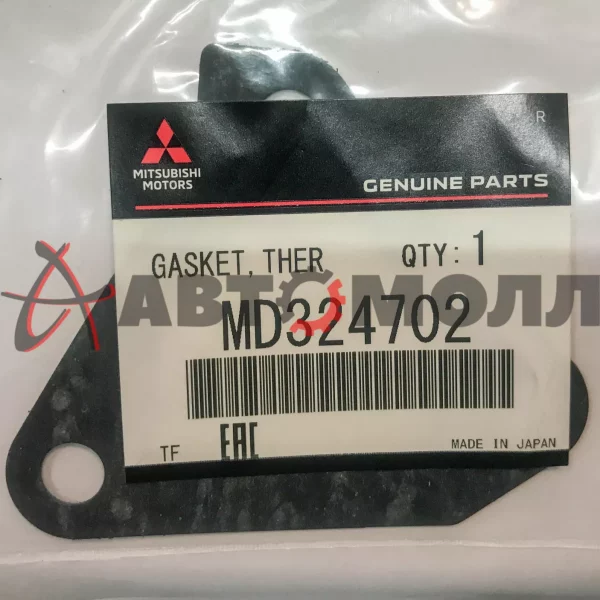 R
MITSUBISHI
MOTORS
GENUINE PARTS
GASKET, THER QTY: 1
АВТОМОЛЛ
MD324702
TF EAC MADE IN JAPAN